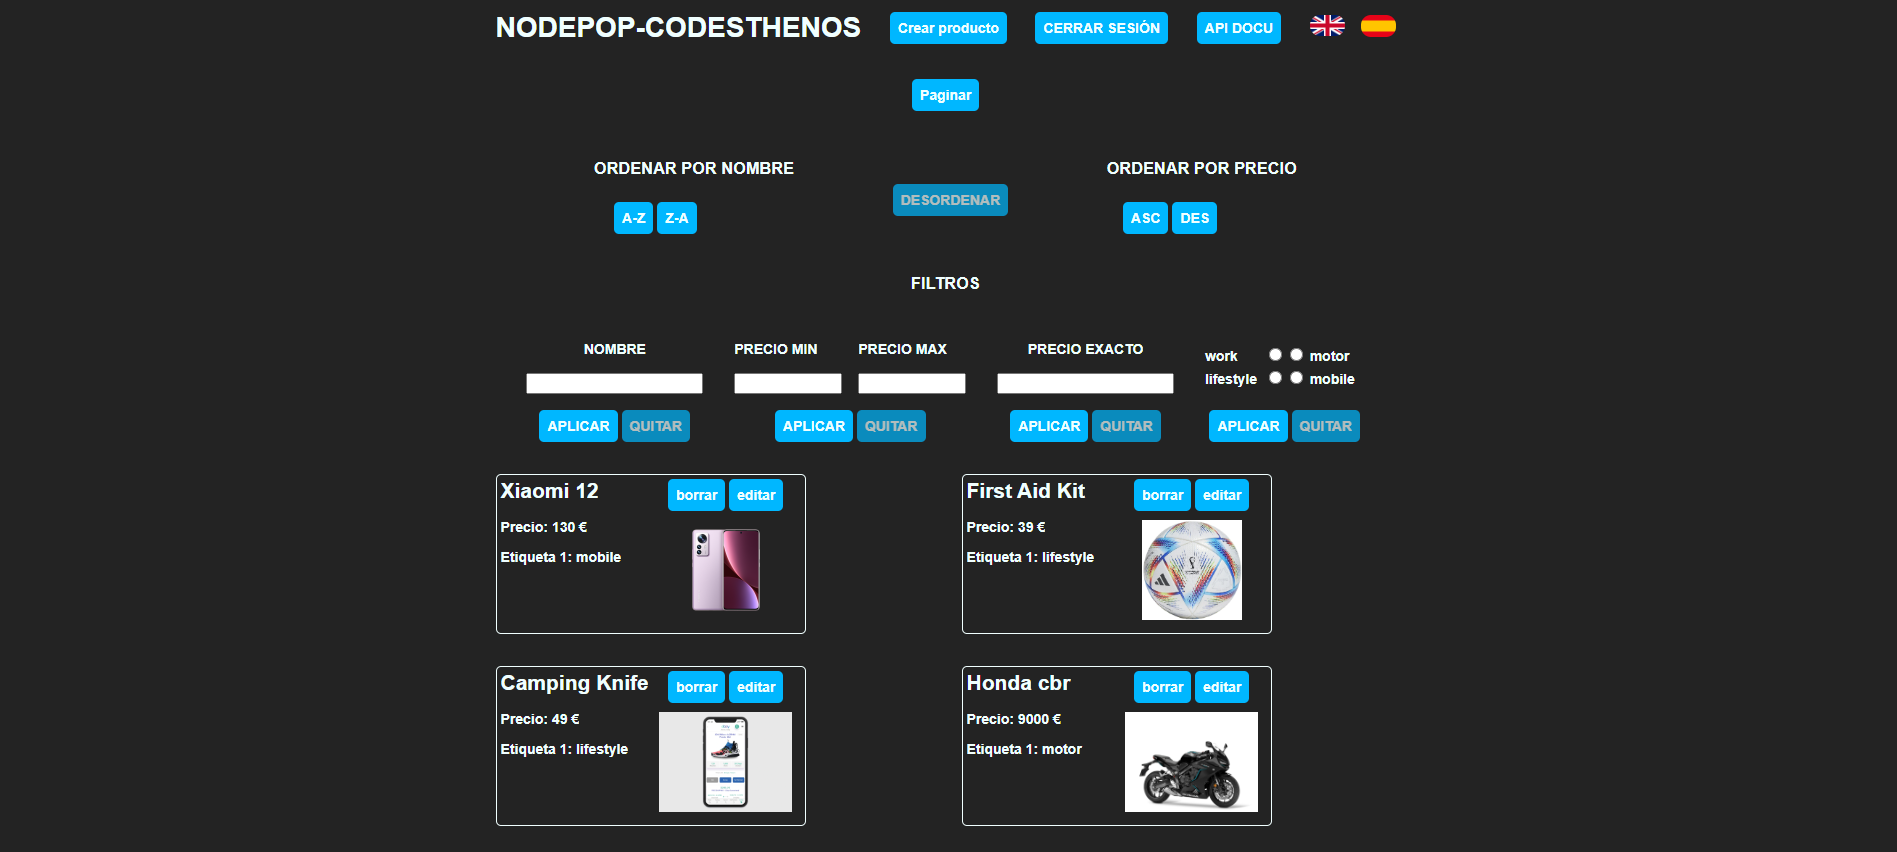 NODEPOP-CODESTHENOS Crear producto CERRAR SESIÓN API DOCU
Paginar
ORDENAR POR NOMBRE ORDENAR POR PRECIO
DESORDENAR
A-Z Z-A ASC DES
FILTROS
NOMBRE PRECIO MIN PRECIO MAX PRECIO EXACTO
work motor
lifestyle mobile
APLICAR QUITAR APLICAR QUITAR APLICAR QUITAR APLICAR QUITAR
Xiaomi 12 borrar editar
Precio: 130 €
Etiqueta 1: mobile
First Aid Kit borrar editar
Precio: 39 €
Etiqueta 1: lifestyle
Camping Knife borrar editar
Precio: 49 €
Etiqueta 1: lifestyle
Honda cbr borrar editar
Precio: 9000 €
Etiqueta 1: motor